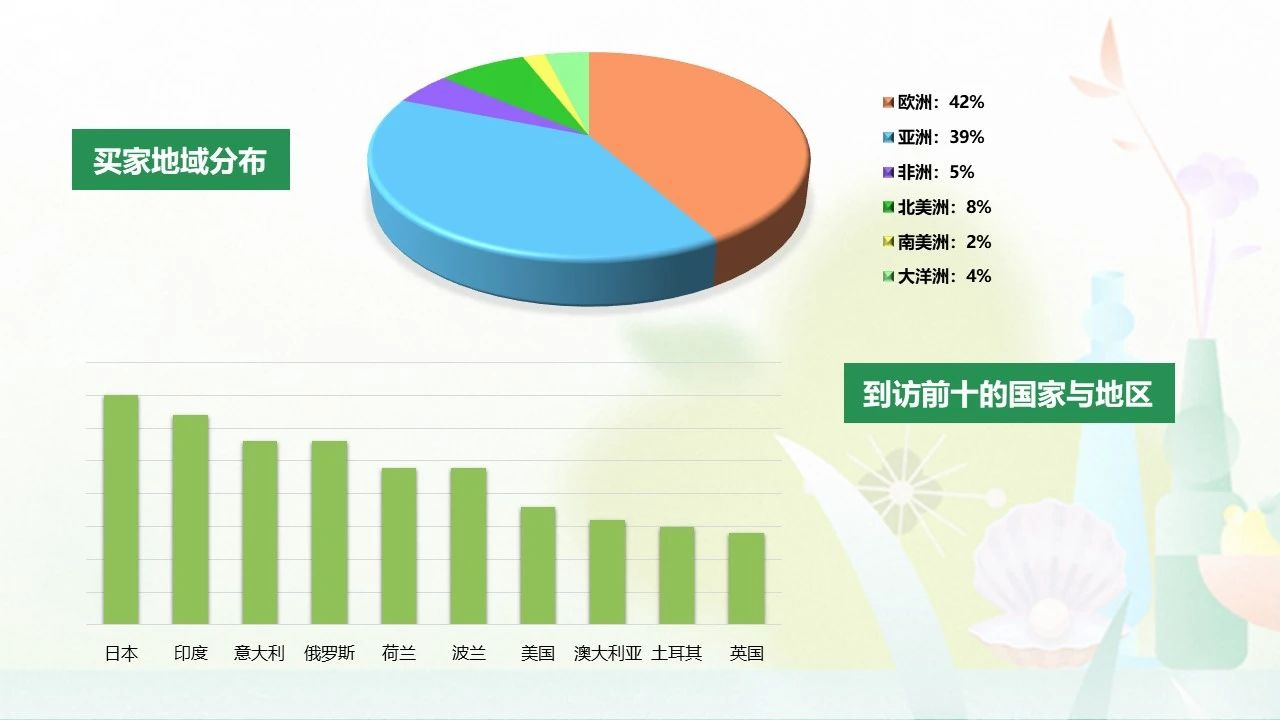 买家地域分布
欧洲：42%
亚洲：39%
非洲：5%
北美洲：8%
南美洲：2%
大洋洲：4%
到访前十的国家与地区
日本 印度 意大利 俄罗斯 荷兰 波兰 美国 澳大利亚 土耳其 英国